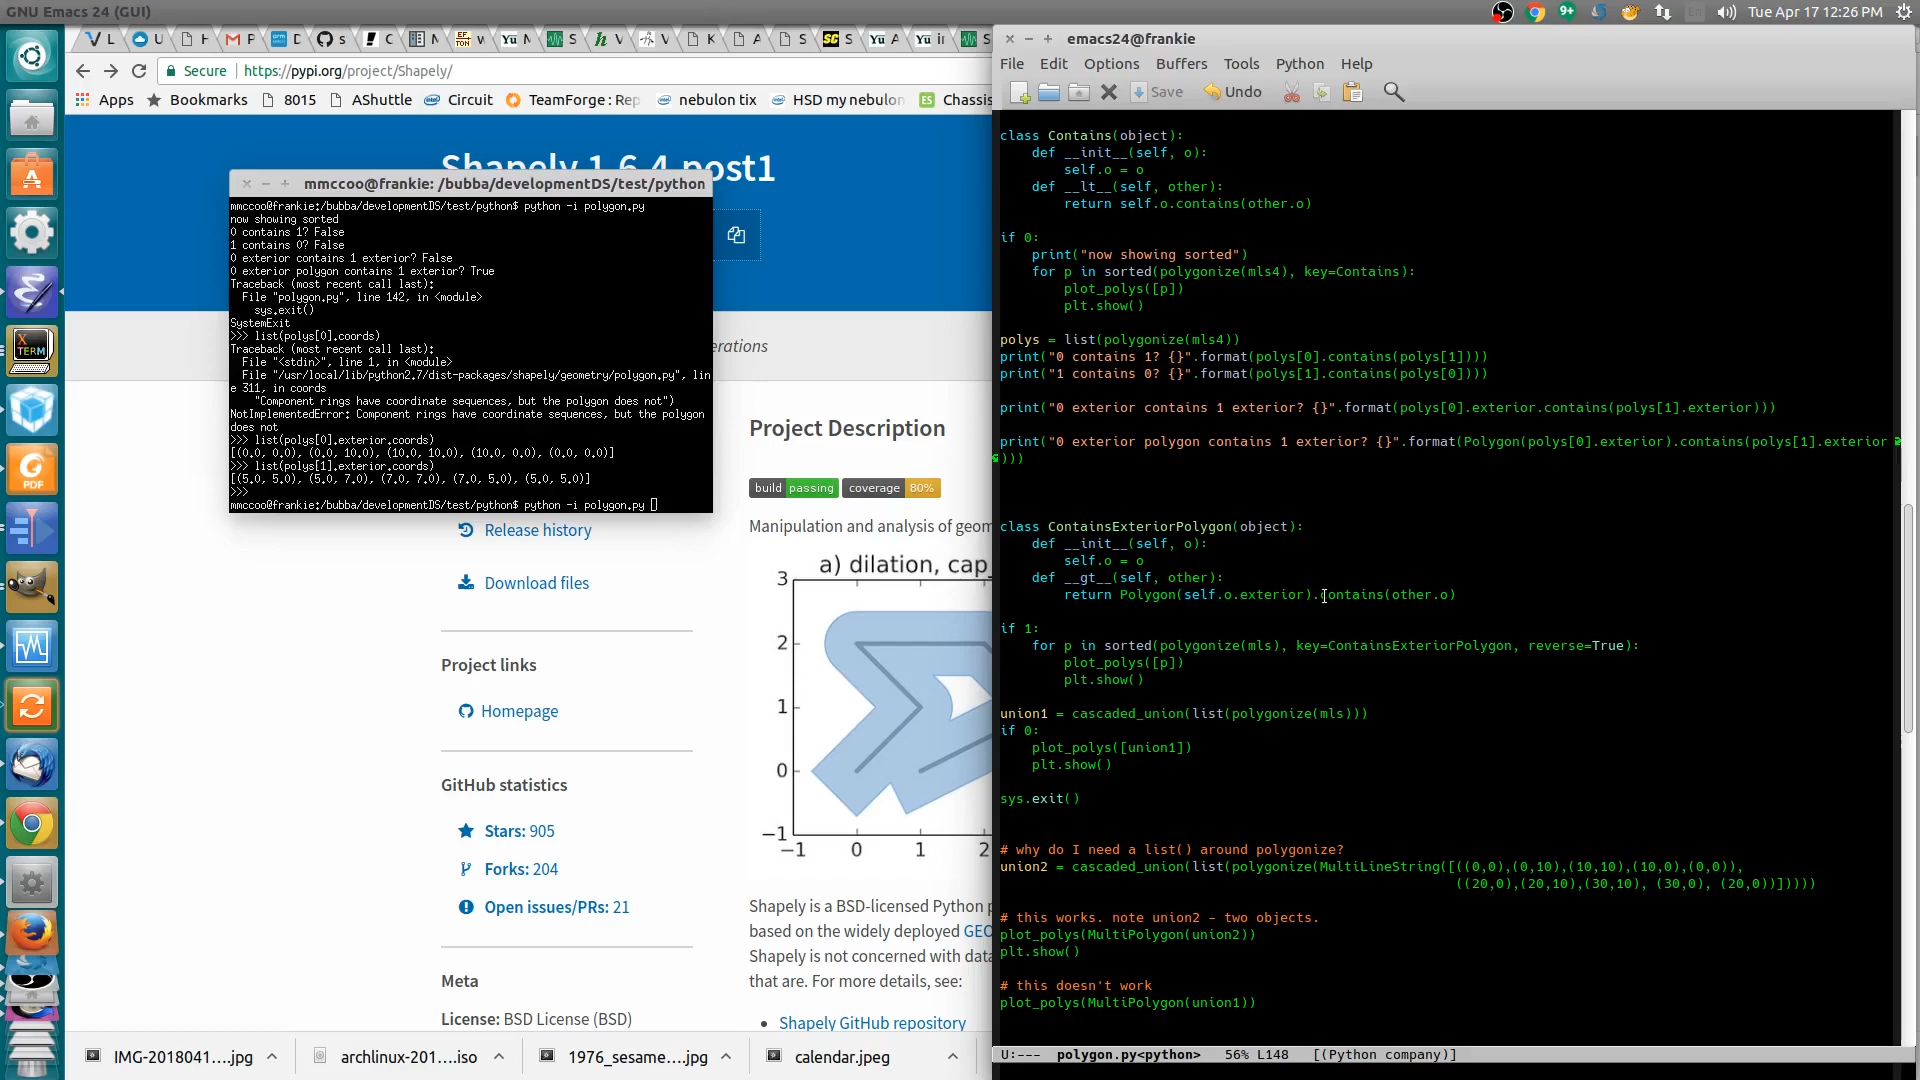 GNU Emacs 24 (GUI)
Tue Apr 17 12:26 PM
Secure | https://pypi.org/project/Shapely/
Apps Bookmarks 8015 AShuttle Circuit TeamForge : Rep nebulon tix HSD my nebulon Chassis
Shapely 1.6.4.post1
erations
Release history
Download files
Project links
Homepage
GitHub statistics
Stars: 905
Forks: 204
Open issues/PRs: 21
Meta
License: BSD License (BSD)
Project Description
build passing coverage 80%
Manipulation and analysis of geom
a) dilation, cap_
3
2
1
0
−1
−1 0 1 2
Shapely is a BSD-licensed Python p
based on the widely deployed GEO
Shapely is not concerned with data
that are. For more details, see:
Shapely GitHub repository
IMG-2018041....jpg
archlinux-201....iso
1976_sesame....jpg
calendar.jpeg
mmccoo@frankie: /bubba/developmentDS/test/python
mmccoo@frankie:/bubba/developmentDS/test/python$ python -i polygon.py
now showing sorted
0 contains 1? False
1 contains 0? False
0 exterior contains 1 exterior? False
0 exterior polygon contains 1 exterior? True
Traceback (most recent call last):
File "polygon.py", line 142, in <module>
sys.exit()
SystemExit
>>> list(polys[0].coords)
Traceback (most recent call last):
File "<stdin>", line 1, in <module>
File "/usr/local/lib/python2.7/dist-packages/shapely/geometry/polygon.py", lin
e 311, in coords
"Component rings have coordinate sequences, but the polygon does not")
NotImplementedError: Component rings have coordinate sequences, but the polygon
does not
>>> list(polys[0].exterior.coords)
[(0.0, 0.0), (0.0, 10.0), (10.0, 10.0), (10.0, 0.0), (0.0, 0.0)]
>>> list(polys[1].exterior.coords)
[(5.0, 5.0), (5.0, 7.0), (7.0, 7.0), (7.0, 5.0), (5.0, 5.0)]
>>>
mmccoo@frankie:/bubba/developmentDS/test/python$ python -i polygon.py
emacs24@frankie
File Edit Options Buffers Tools Python Help
Save Undo
class Contains(object):
def __init__(self, o):
self.o = o
def __lt__(self, other):
return self.o.contains(other.o)
if 0:
print("now showing sorted")
for p in sorted(polygonize(mls4), key=Contains):
plot_polys([p])
plt.show()
polys = list(polygonize(mls4))
print("0 contains 1? {}".format(polys[0].contains(polys[1])))
print("1 contains 0? {}".format(polys[1].contains(polys[0])))
print("0 exterior contains 1 exterior? {}".format(polys[0].exterior.contains(polys[1].exterior)))
print("0 exterior polygon contains 1 exterior? {}".format(Polygon(polys[0].exterior).contains(polys[1].exterior
)))
class ContainsExteriorPolygon(object):
def __init__(self, o):
self.o = o
def __gt__(self, other):
return Polygon(self.o.exterior).contains(other.o)
if 1:
for p in sorted(polygonize(mls), key=ContainsExteriorPolygon, reverse=True):
plot_polys([p])
plt.show()
union1 = cascaded_union(list(polygonize(mls)))
if 0:
plot_polys([union1])
plt.show()
sys.exit()
# why do I need a list() around polygonize?
union2 = cascaded_union(list(polygonize(MultiLineString([((0,0),(0,10),(10,10),(10,0),(0,0)),
((20,0),(20,10),(30,10), (30,0), (20,0))]))))
# this works. note union2 - two objects.
plot_polys(MultiPolygon(union2))
plt.show()
# this doesn't work
plot_polys(MultiPolygon(union1))
U:--- polygon.py<python> 56% L148 [(Python company)]